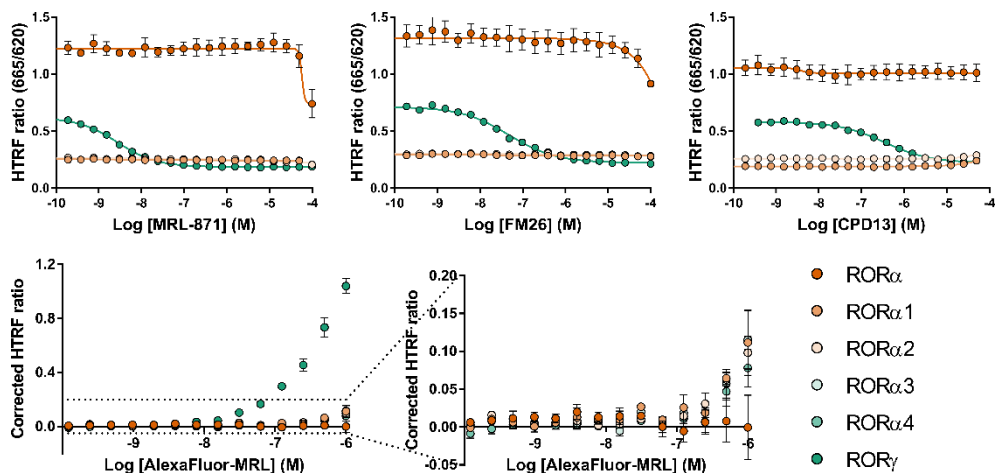 HTRF ratio (665/620)
1.5
1.0
0.5
0.0
-10 -9 -8 -7 -6 -5 -4
Log [MRL-871] (M)
HTRF ratio (665/620)
1.5
1.0
0.5
0.0
-10 -9 -8 -7 -6 -5 -4
Log [FM26] (M)
HTRF ratio (665/620)
1.5
1.0
0.5
0.0
-10 -9 -8 -7 -6 -5 -4
Log [CPD13] (M)
Corrected HTRF ratio
1.2
0.8
0.4
0.0
-9 -8 -7 -6
Log [AlexaFluor-MRL] (M)
Corrected HTRF ratio
0.20
0.15
0.10
0.05
0.00
-0.05
-9 -8 -7 -6
Log [AlexaFluor-MRL] (M)
RORα
RORα1
RORα2
RORα3
RORα4
RORγ